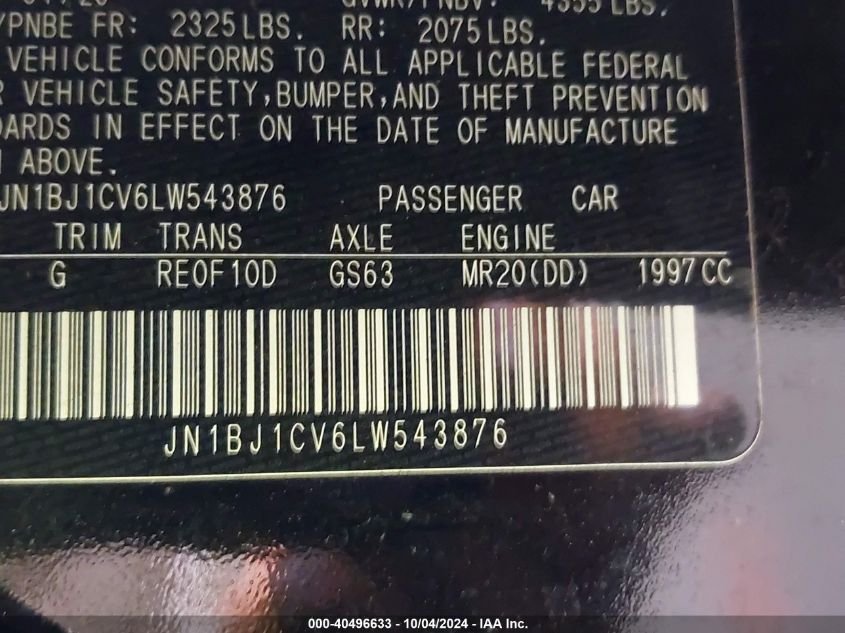 GVWR/PNBV: 4355 LBS.
/PNBE FR: 2325LBS. RR: 2075LBS.
VEHICLE CONFORMS TO ALL APPLICABLE FEDERAL
VEHICLE SAFETY,BUMPER,AND THEFT PREVENTION
DARDS IN EFFECT ON THE DATE OF MANUFACTURE
ABOVE.
JN1BJ1CV6LW543876 PASSENGER CAR
TRIM TRANS AXLE ENGINE
G RE0F10D GS63 MR20(DD) 1997CC
JN1BJ1CV6LW543876
000-40496633 - 10/04/2024 - IAA Inc.